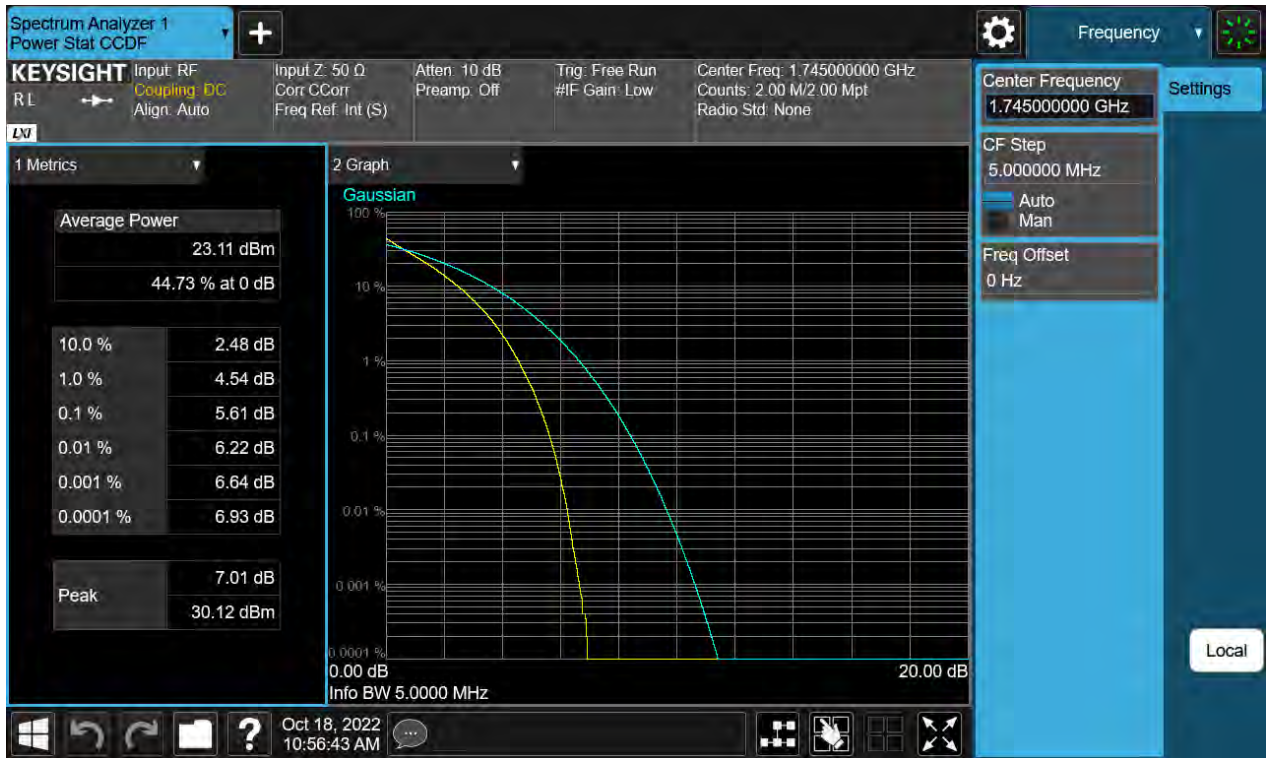 Spectrum Analyzer 1
Power Stat CCDF
+
Frequency
KEYSIGHT
RL
LXI
Input: RF
Coupling: DC
Align: Auto
Input Z: 50 Ω
Corr CCorr
Freq Ref: Int (S)
Atten: 10 dB
Preamp: Off
Trig: Free Run
#IF Gain: Low
Center Freq: 1.745000000 GHz
Counts: 2.00 M/2.00 Mpt
Radio Std: None
Center Frequency
1.745000000 GHz
Settings
CF Step
5.000000 MHz
Auto
Man
Freq Offset
0 Hz
1 Metrics
Average Power
23.11 dBm
44.73 % at 0 dB
10.0 % 2.48 dB
1.0 % 4.54 dB
0.1 % 5.61 dB
0.01 % 6.22 dB
0.001 % 6.64 dB
0.0001 % 6.93 dB
Peak
7.01 dB
30.12 dBm
2 Graph
Gaussian
100 %
10 %
1 %
0.1 %
0.01 %
0.001 %
0.0001 %
0.00 dB 20.00 dB
Info BW 5.0000 MHz
Local
?
Oct 18, 2022
10:56:43 AM